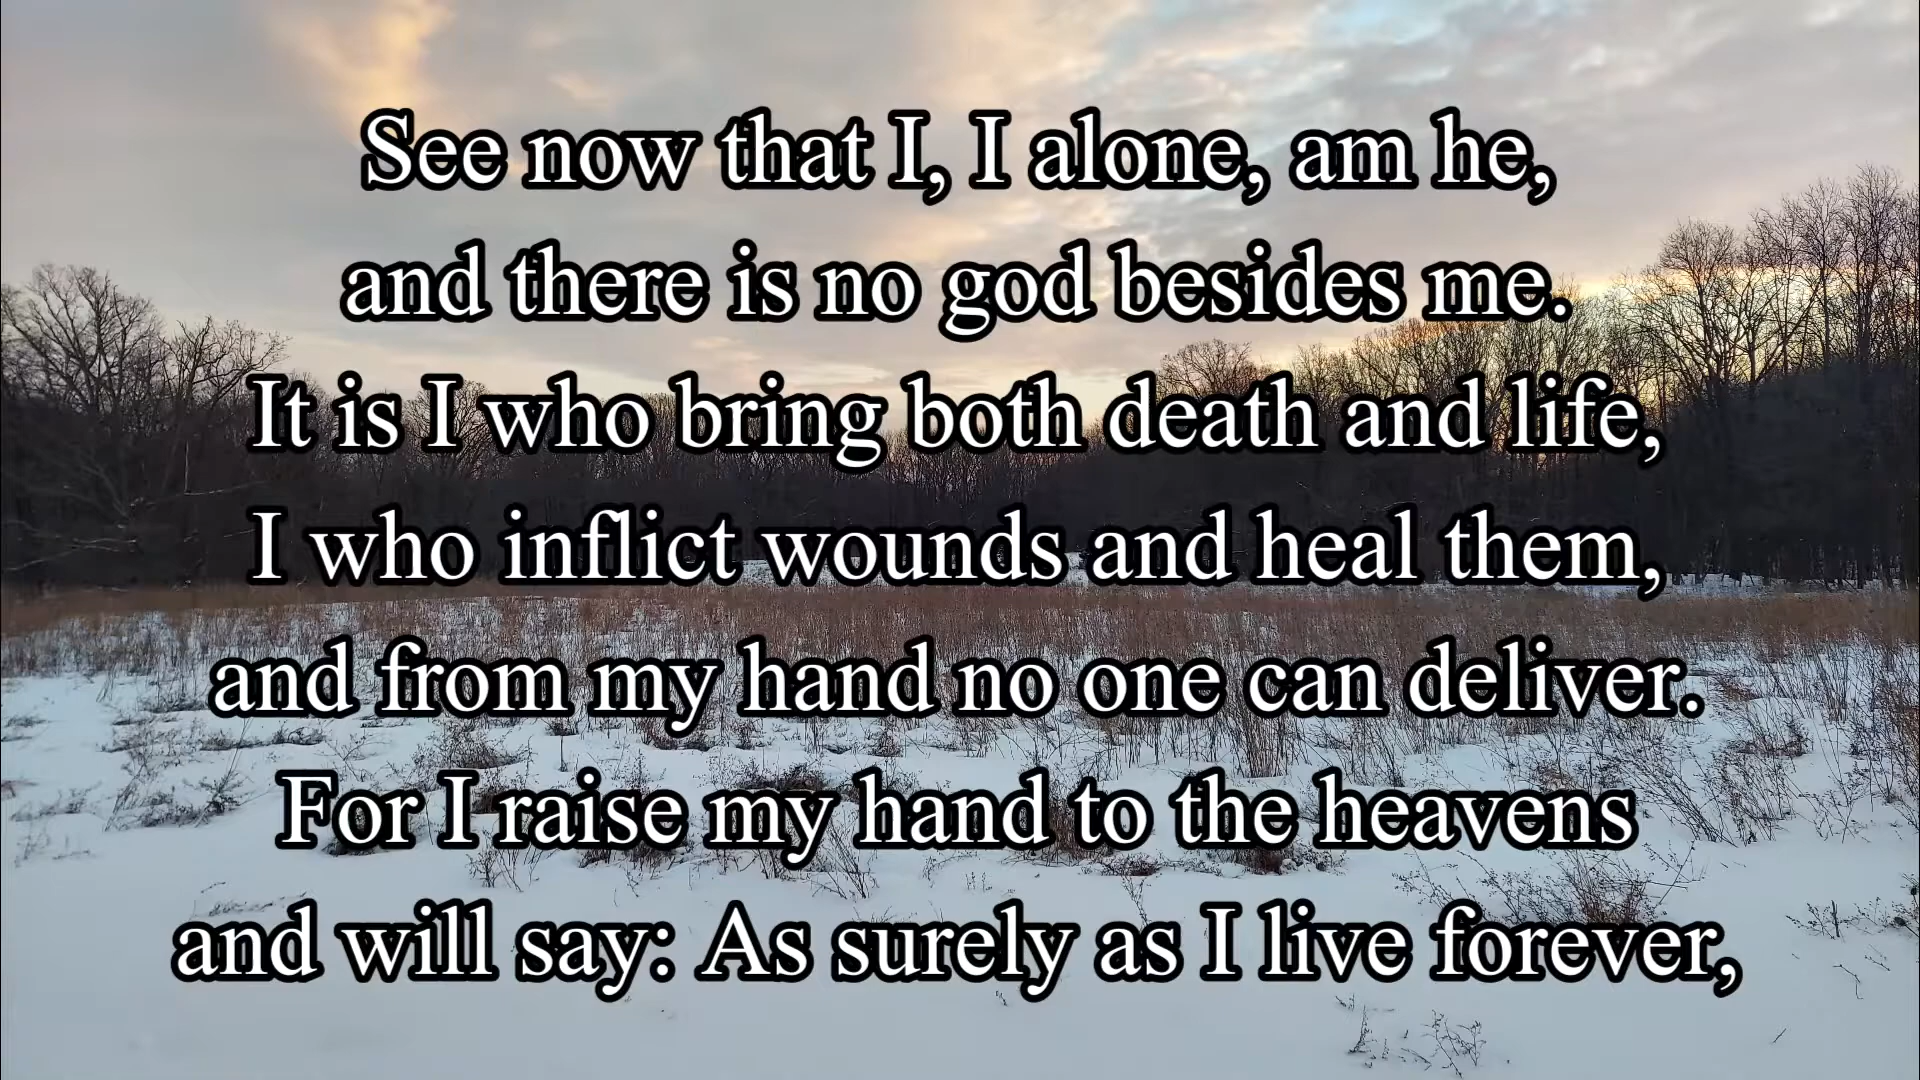 See now that I, I alone, am he,
and there is no god besides me.
It is I who bring both death and life,
I who inflict wounds and heal them,
and from my hand no one can deliver.
For I raise my hand to the heavens
and will say: As surely as I live forever,